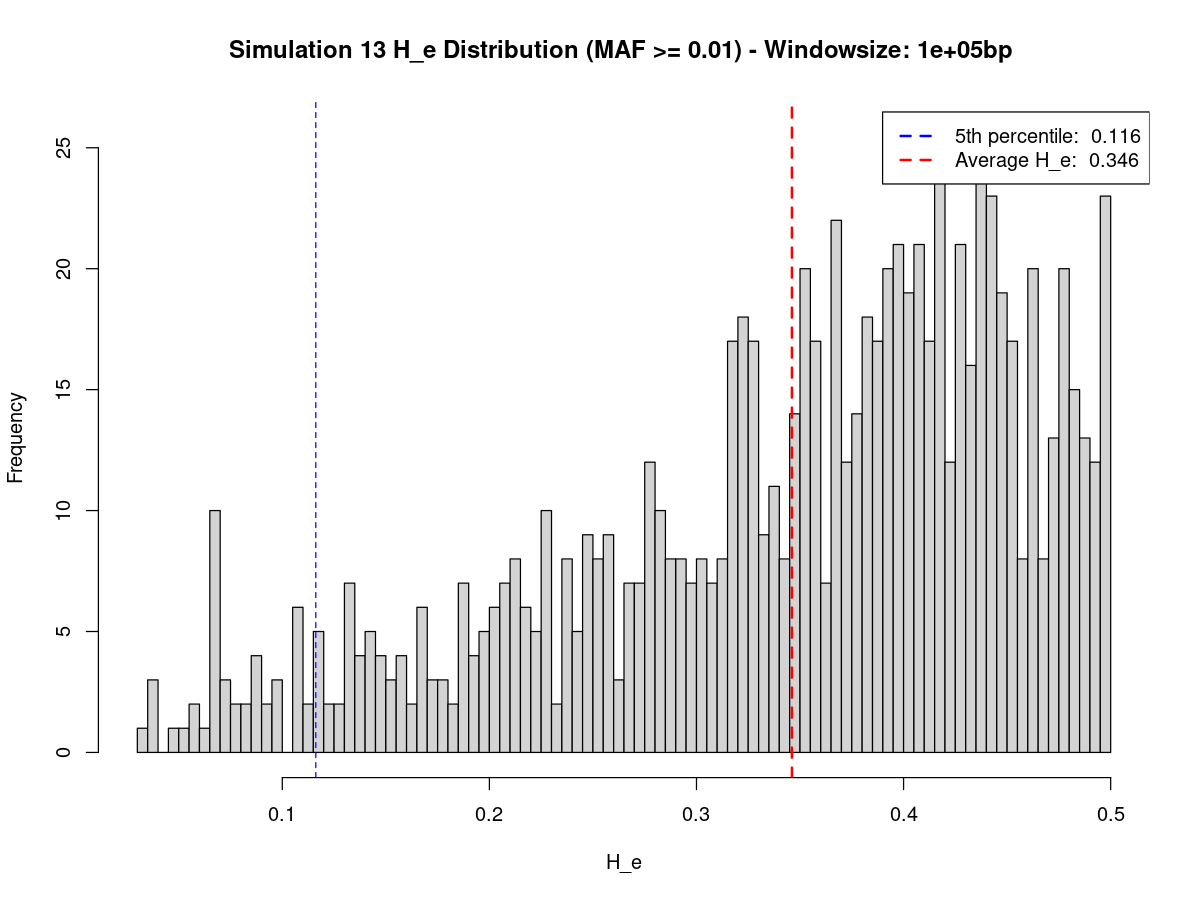 Simulation 13 H_e Distribution (MAF >= 0.01) - Windowsize: 1e+05bp
5th percentile:  0.116
Average H_e:  0.346
25
20
15
10
5
0
Frequency
0.1
0.2
0.3
0.4
0.5
H_e